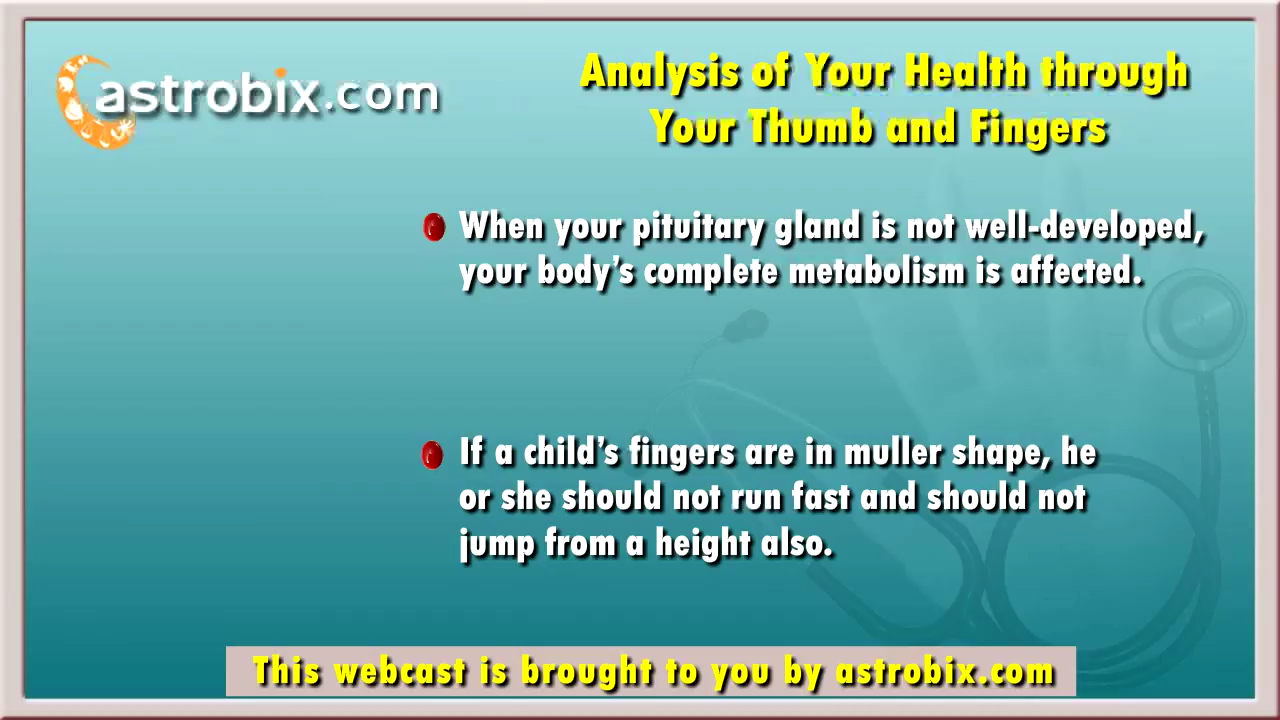 astrobix.com
Analysis of Your Health through
Your Thumb and Fingers
When your pituitary gland is not well-developed,
your body's complete metabolism is affected.
If a child's fingers are in muller shape, he
or she should not run fast and should not
jump from a height also.
This webcast is brought to you by astrobix.com